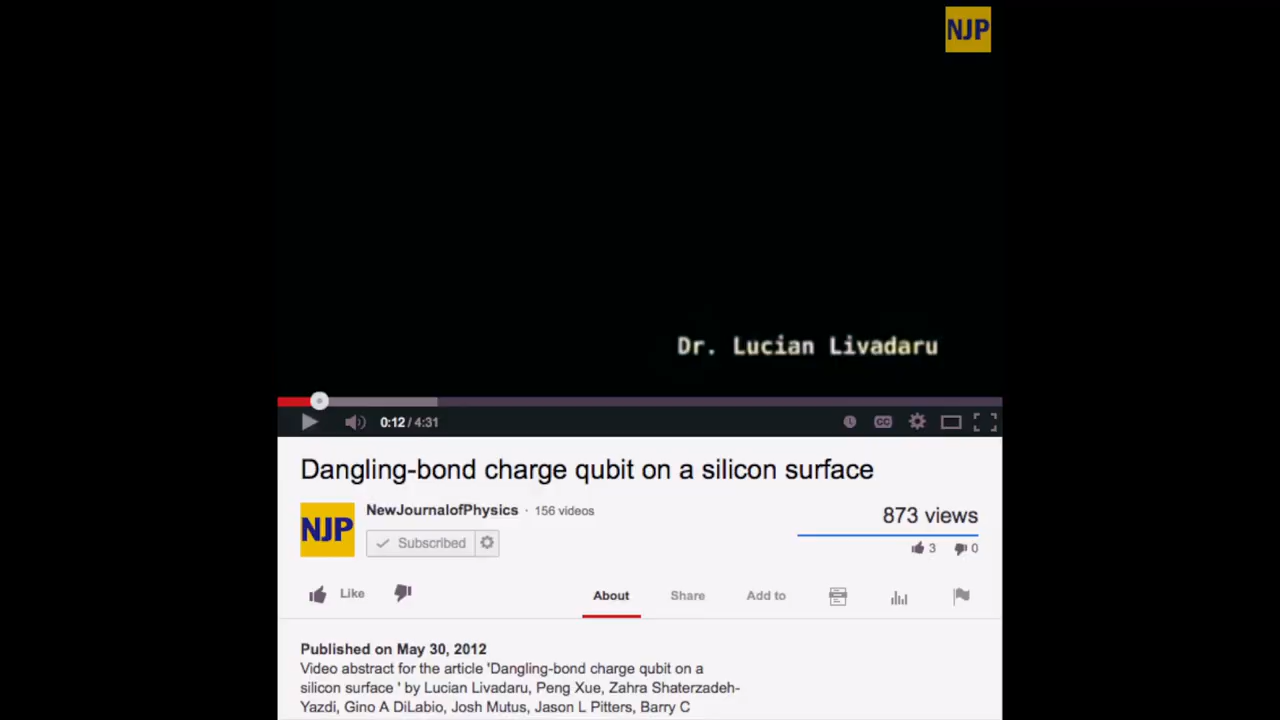 NJP
Dr. Lucian Livadaru
0:12 / 4:31
CC
Dangling-bond charge qubit on a silicon surface
NJP
NewJournalofPhysics · 156 videos
873 views
Subscribed
3 0
Like
About Share Add to
Published on May 30, 2012
Video abstract for the article 'Dangling-bond charge qubit on a
silicon surface ' by Lucian Livadaru, Peng Xue, Zahra Shaterzadeh-
Yazdi, Gino A DiLabio, Josh Mutus, Jason L Pitters, Barry C